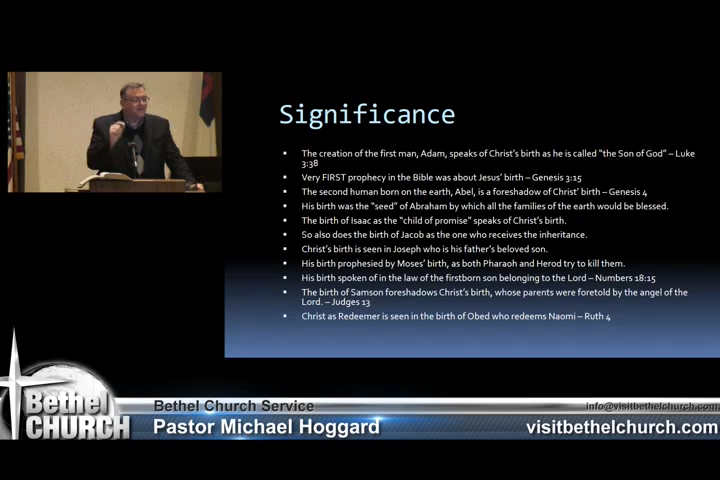 Significance
The creation of the first man, Adam, speaks of Christ's birth as he is called "the Son of God" – Luke
3:38
Very FIRST prophecy in the Bible was about Jesus' birth – Genesis 3:15
The second human born on the earth, Abel, is a foreshadow of Christ' birth – Genesis 4
His birth was the "seed" of Abraham by which all the families of the earth would be blessed.
The birth of Isaac as the "child of promise" speaks of Christ's birth.
So also does the birth of Jacob as the one who receives the inheritance.
Christ's birth is seen in Joseph who is his father's beloved son.
His birth prophesied by Moses' birth, as both Pharaoh and Herod try to kill them.
His birth spoken of in the law of the firstborn son belonging to the Lord – Numbers 18:15
The birth of Samson foreshadows Christ's birth, whose parents were foretold by the angel of the
Lord. – Judges 13
Christ as Redeemer is seen in the birth of Obed who redeems Naomi – Ruth 4
Bethel
CHURCH
Bethel Church Service
info@visitbethelchurch.com
Pastor Michael Hoggard
visitbethelchurch.com